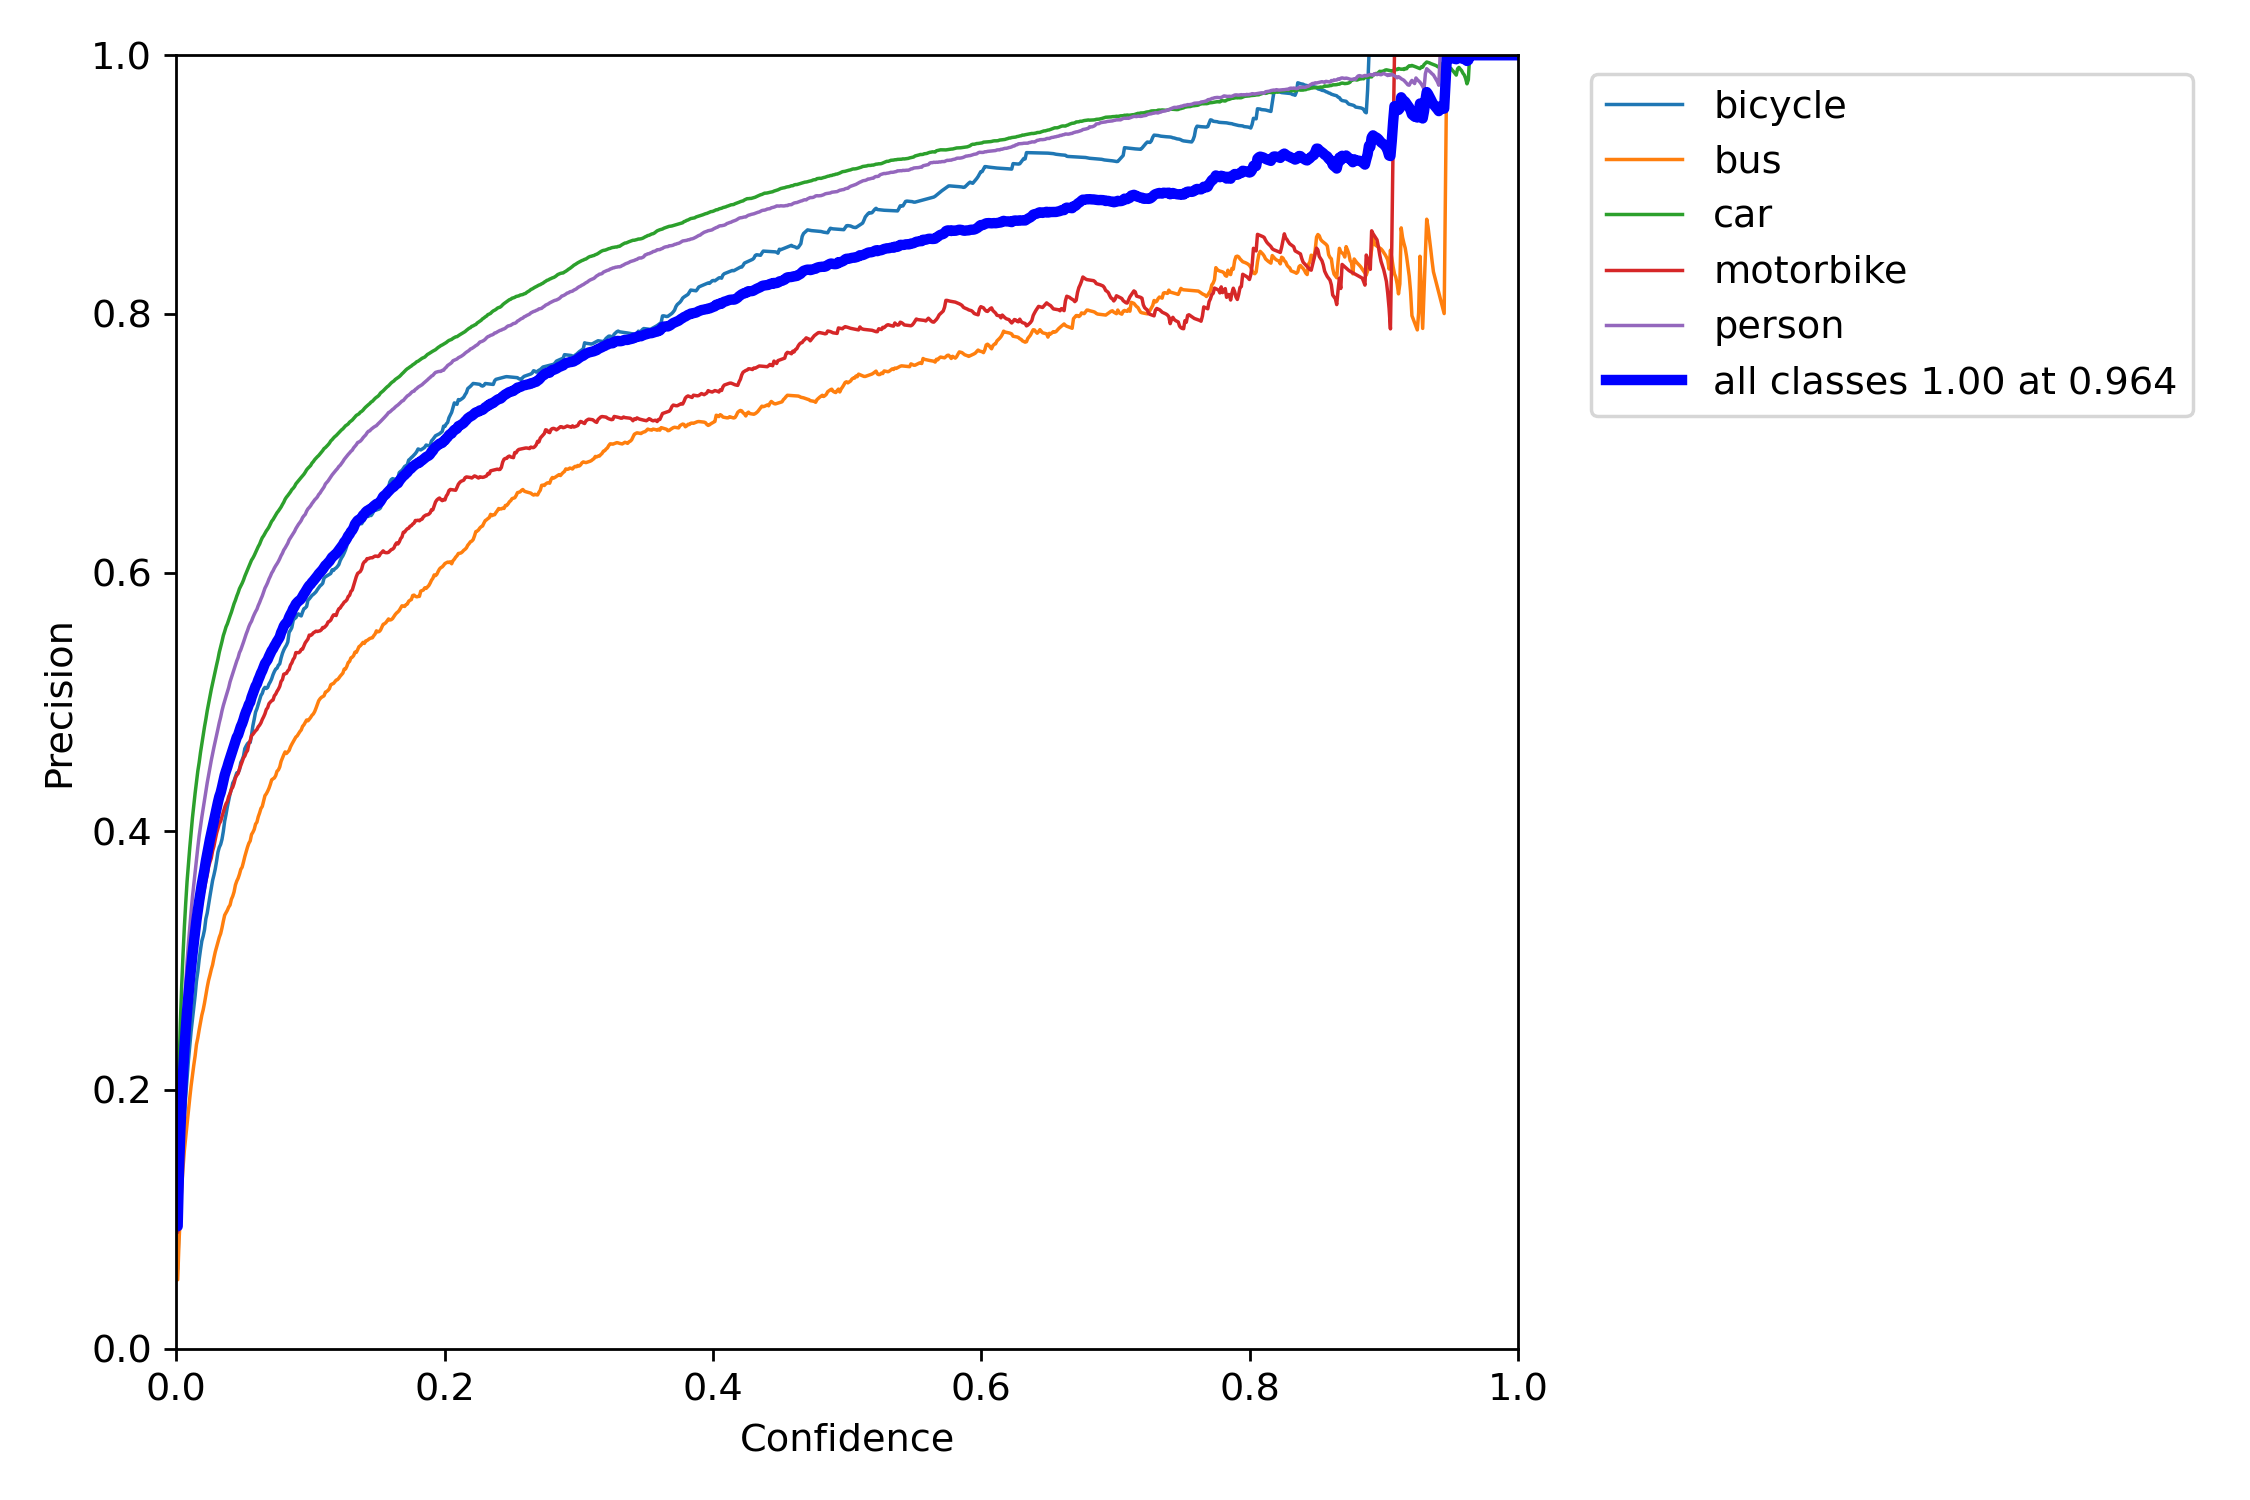 1.0
0.8
0.6
0.4
0.2
0.0
Precision
0.0 0.2 0.4 0.6 0.8 1.0
Confidence
bicycle
bus
car
motorbike
person
all classes 1.00 at 0.964